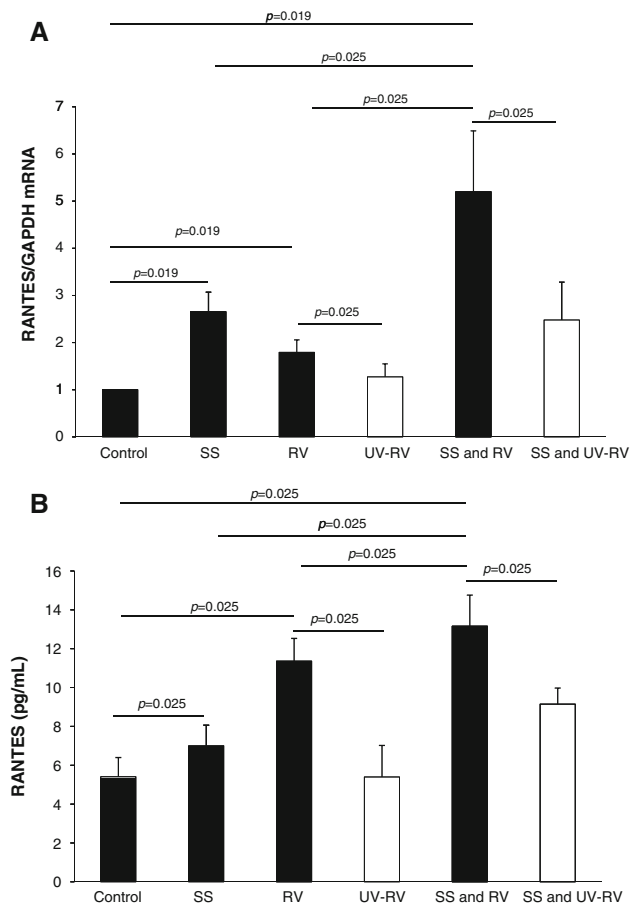 A
p=0.019
p=0.025
p=0.025
p=0.025
p=0.019
p=0.019
p=0.025
RANTES/GAPDH mRNA
7
6
5
4
3
2
1
0
Control SS RV UV-RV SS and RV SS and UV-RV
B
p=0.025
p=0.025
p=0.025
p=0.025
p=0.025
p=0.025
p=0.025
RANTES (pg/mL)
16
14
12
10
8
6
4
2
0
Control SS RV UV-RV SS and RV SS and UV-RV